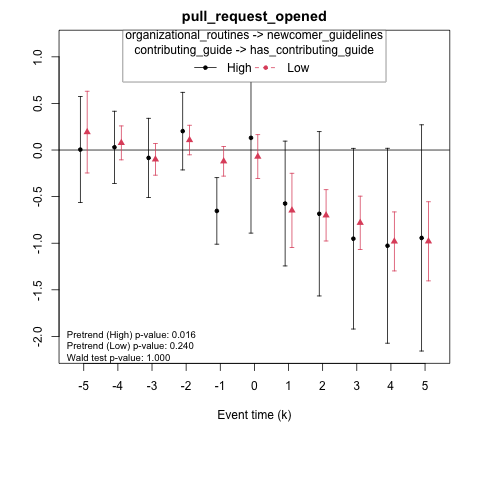 pull_request_opened
organizational_routines -> newcomer_guidelines
contributing_guide -> has_contributing_guide
High Low
1.0
0.5
0.0
-0.5
-1.0
-1.5
-2.0
Pretrend (High) p-value: 0.016
Pretrend (Low) p-value: 0.240
Wald test p-value: 1.000
-5 -4 -3 -2 -1 0 1 2 3 4 5
Event time (k)